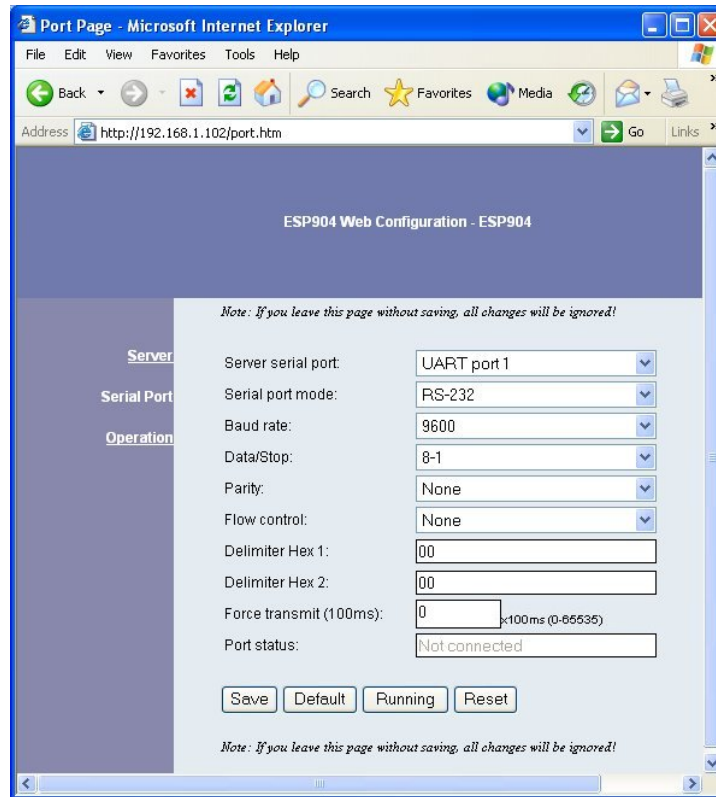 Port Page - Microsoft Internet Explorer
File Edit View Favorites Tools Help
Back Search Favorites Media
Address http://192.168.1.102/port.htm Go Links
ESP904 Web Configuration - ESP904
Note: If you leave this page without saving, all changes will be ignored!
Server
Serial Port
Operation
Server serial port: UART port 1
Serial port mode: RS-232
Baud rate: 9600
Data/Stop: 8-1
Parity: None
Flow control: None
Delimiter Hex 1: 00
Delimiter Hex 2: 00
Force transmit (100ms): 0 x100ms (0-65535)
Port status: Not connected
Save Default Running Reset
Note: If you leave this page without saving, all changes will be ignored!